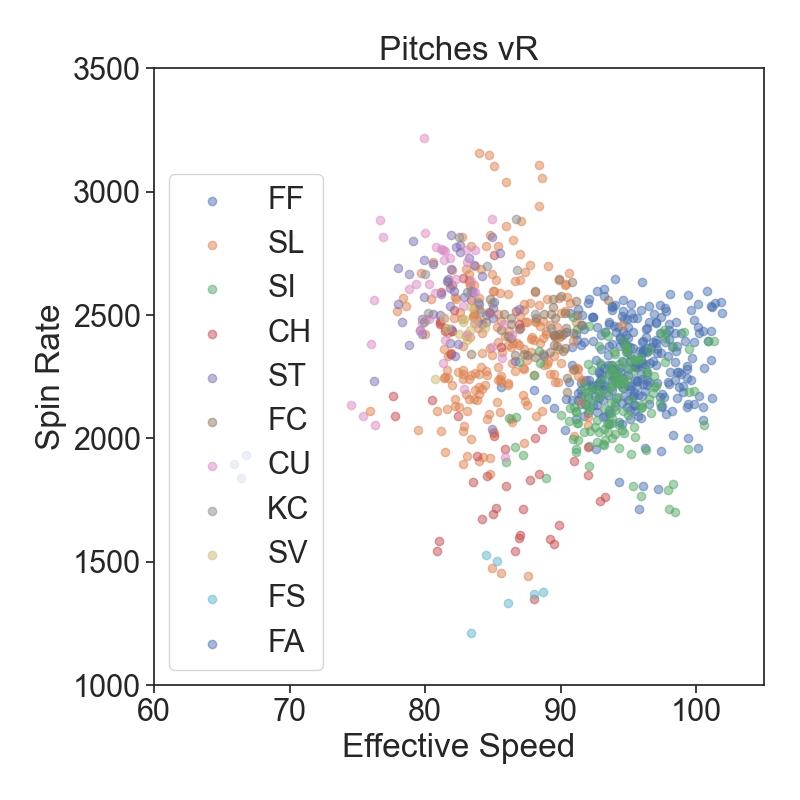 Pitches vR
3500
3000
2500
2000
1500
1000
Spin Rate
FF
SL
SI
CH
ST
FC
CU
KC
SV
FS
FA
60
70
80
90
100
Effective Speed